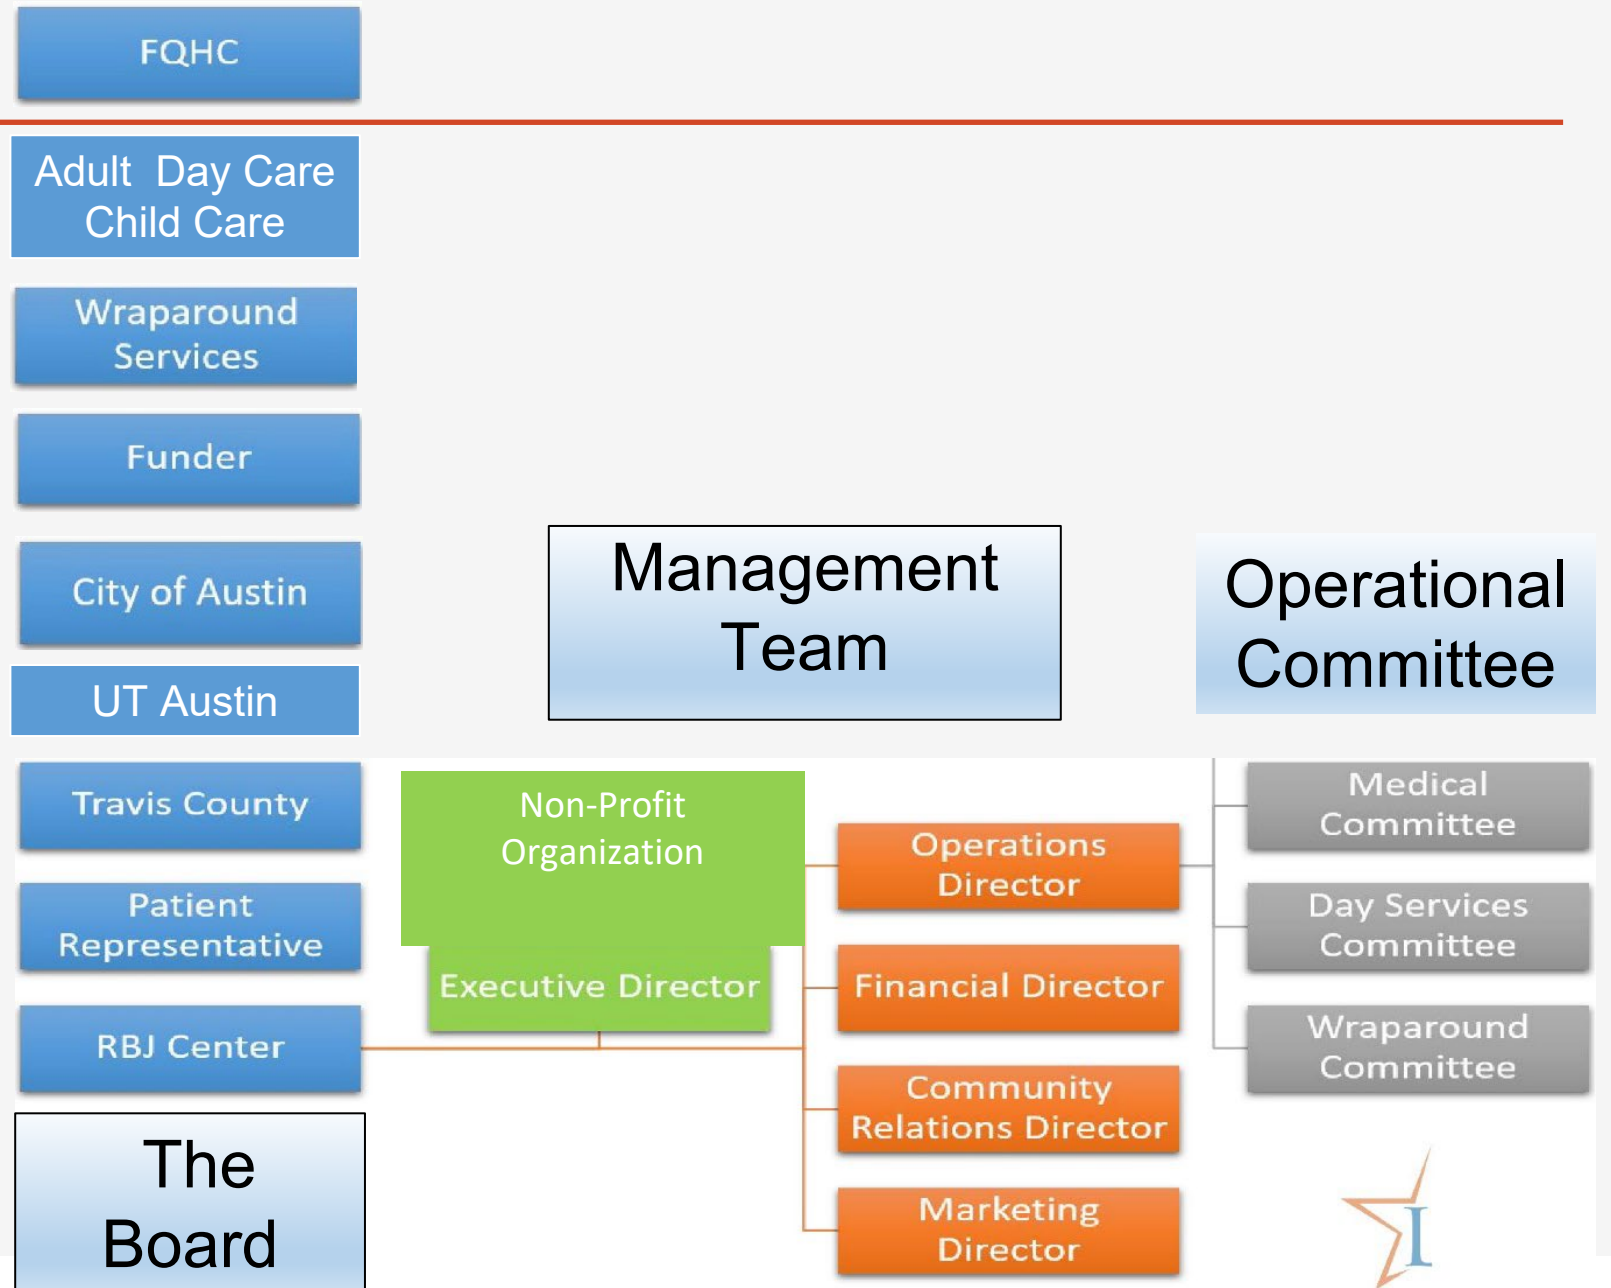 FQHC
Adult Day Care
Child Care
Wraparound
Services
Funder
City of Austin
UT Austin
Travis County
Patient
Representative
RBJ Center
The
Board
Management
Team
Non-Profit
Organization
Executive Director
Operations
Director
Financial Director
Community
Relations Director
Marketing
Director
Operational
Committee
Medical
Committee
Day Services
Committee
Wraparound
Committee
I